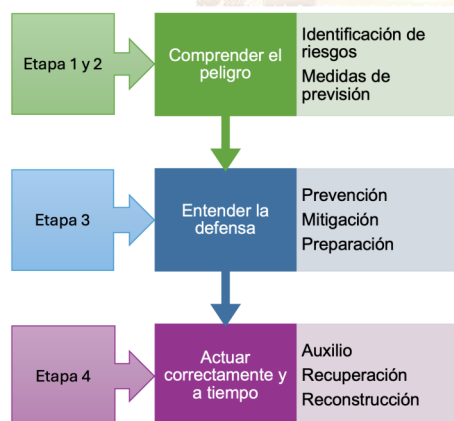 Etapa 1 y 2
Comprender el
peligro
Identificación de
riesgos
Medidas de
previsión
Etapa 3
Entender la
defensa
Prevención
Mitigación
Preparación
Etapa 4
Actuar
correctamente y
a tiempo
Auxilio
Recuperación
Reconstrucción